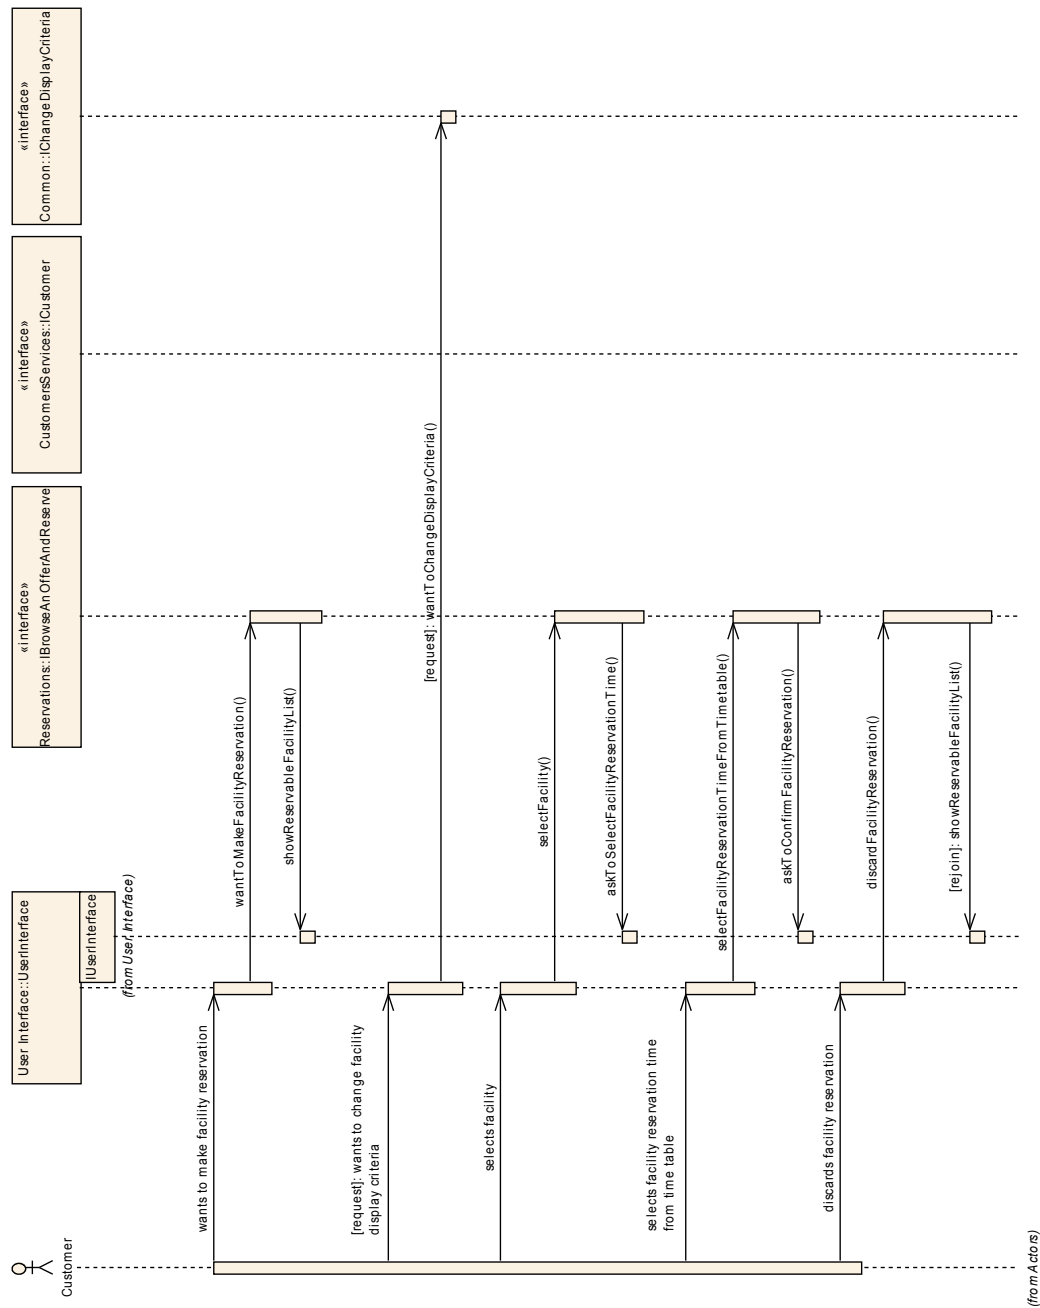 Customer
User Interface::UserInterface
IUserInterface
(from User Interface)
«interface»
Reservations::IBrowseAnOfferAndReserve
«interface»
CustomersServices::ICustomer
«interface»
Common::IChangeDisplayCriteria
wants to make facility reservation
wantToMakeFacilityReservation()
showReservableFacilityList()
[request]: wants to change facility
display criteria
[request]: wantToChangeDisplayCriteria()
selects facility
selectFacility()
askToSelectFacilityReservationTime()
selects facility reservation time
from time table
selectFacilityReservationTimeFromTimetable()
askToConfirmFacilityReservation()
discards facility reservation
discardFacilityReservation()
[rejoin]: showReservableFacilityList()
(from Actors)